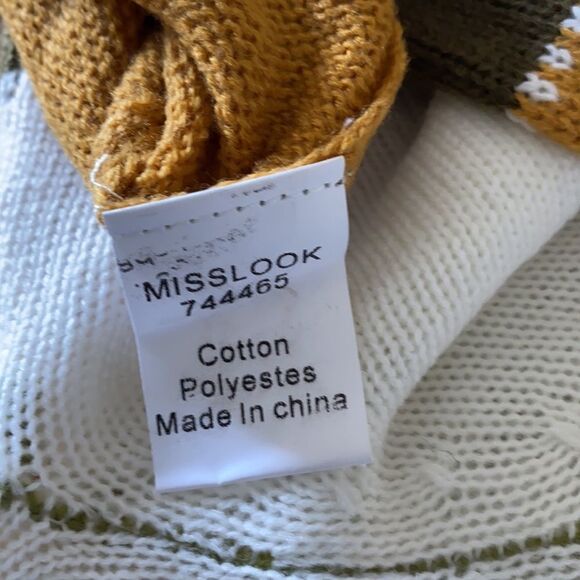 MISSLOOK
744465
Cotton
Polyestes
Made In china